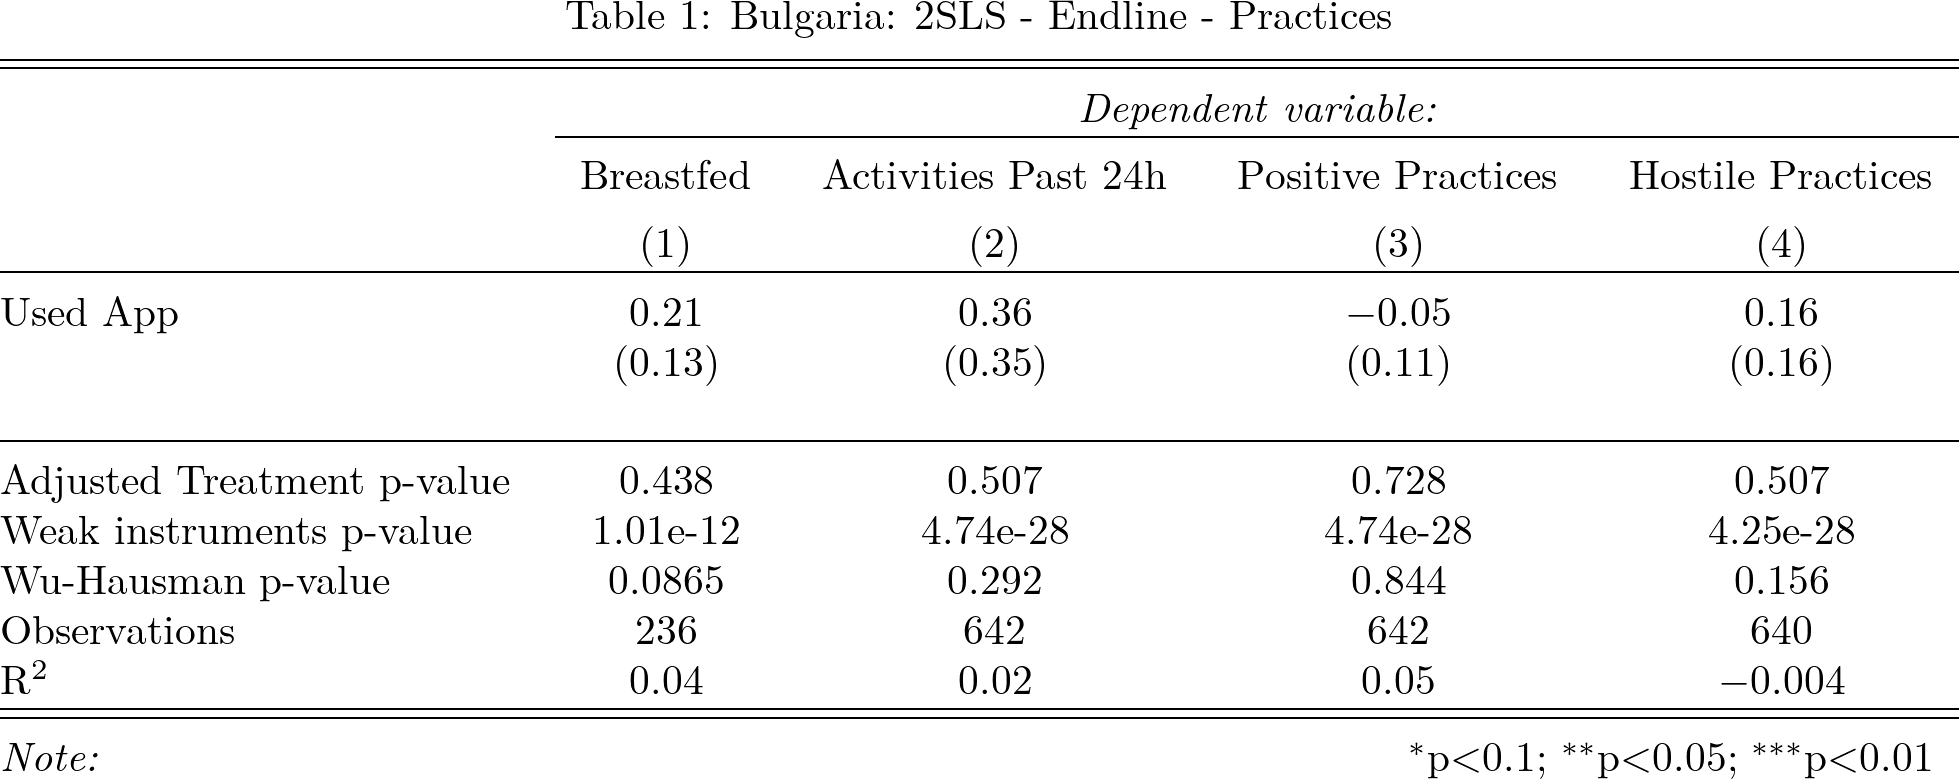 Table 1: Bulgaria: 2SLS - Endline - Practices
Dependent variable:
Breastfed Activities Past 24h Positive Practices Hostile Practices
(1) (2) (3) (4)
Used App 0.21 0.36 −0.05 0.16
(0.13) (0.35) (0.11) (0.16)
Adjusted Treatment p-value 0.438 0.507 0.728 0.507
Weak instruments p-value 1.01e-12 4.74e-28 4.74e-28 4.25e-28
Wu-Hausman p-value 0.0865 0.292 0.844 0.156
Observations 236 642 642 640
R² 0.04 0.02 0.05 −0.004
Note: *p<0.1; **p<0.05; ***p<0.01